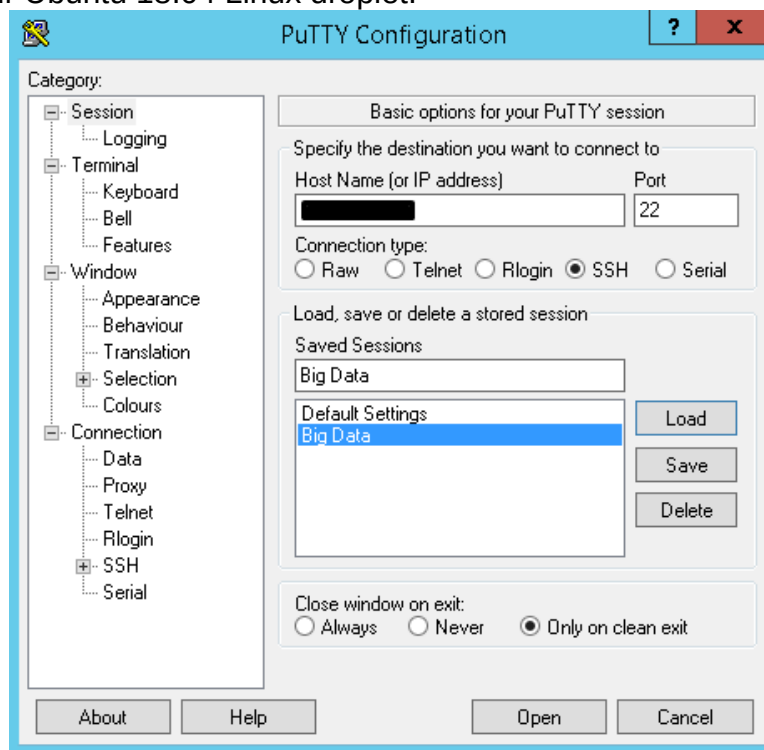 PuTTY Configuration
? x
Category:
Session
Logging
Terminal
Keyboard
Bell
Features
Window
Appearance
Behaviour
Translation
Selection
Colours
Connection
Data
Proxy
Telnet
Rlogin
SSH
Serial
Basic options for your PuTTY session
Specify the destination you want to connect to
Host Name (or IP address) Port
22
Connection type:
Raw Telnet Rlogin SSH Serial
Load, save or delete a stored session
Saved Sessions
Big Data
Default Settings
Big Data
Load
Save
Delete
Close window on exit:
Always Never Only on clean exit
About Help Open Cancel